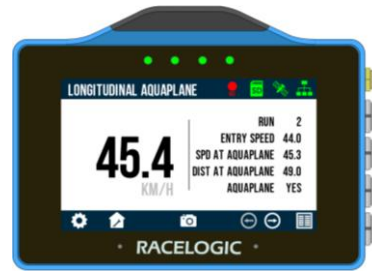 LONGITUDINAL AQUAPLANE
SD
45.4
KM/H
RUN 2
ENTRY SPEED 44.0
SPD AT AQUAPLANE 45.3
DIST AT AQUAPLANE 49.0
AQUAPLANE YES
RACELOGIC